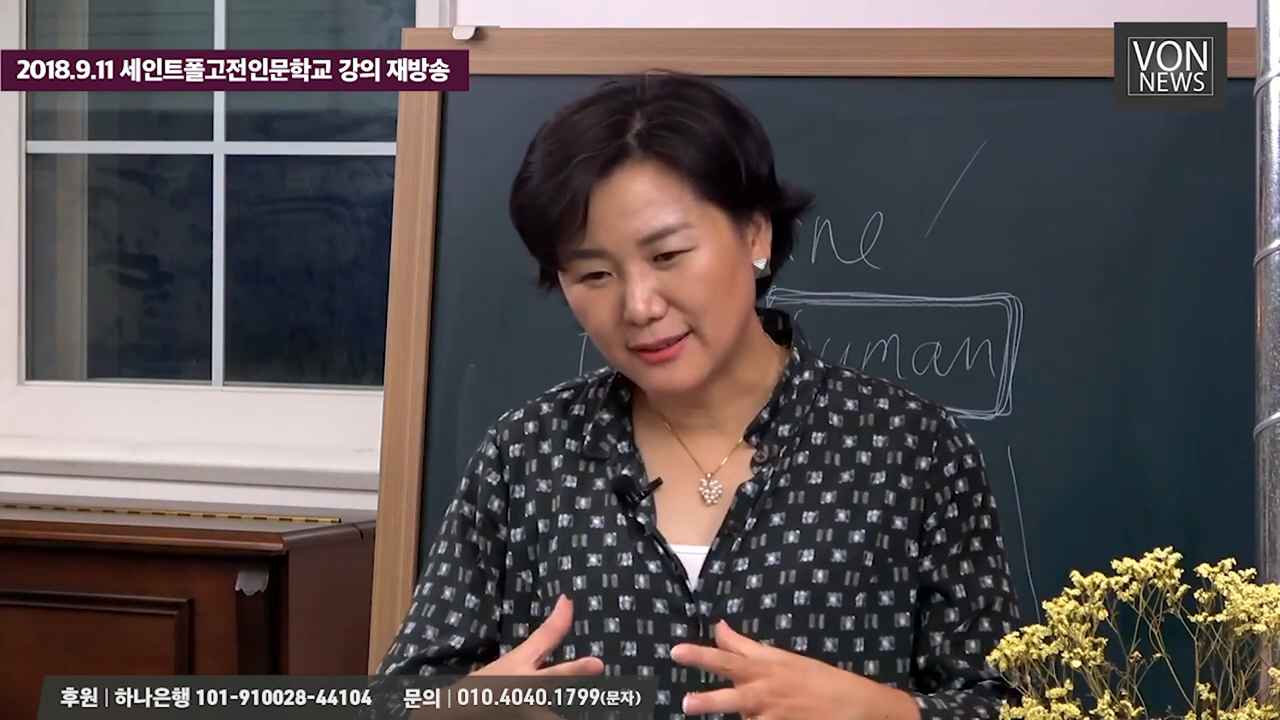 2018.9.11 세인트폴고전인문학교 강의 재방송
VON
NEWS
후원 | 하나은행 101-910028-44104 문의 | 010.4040.1799(문자)